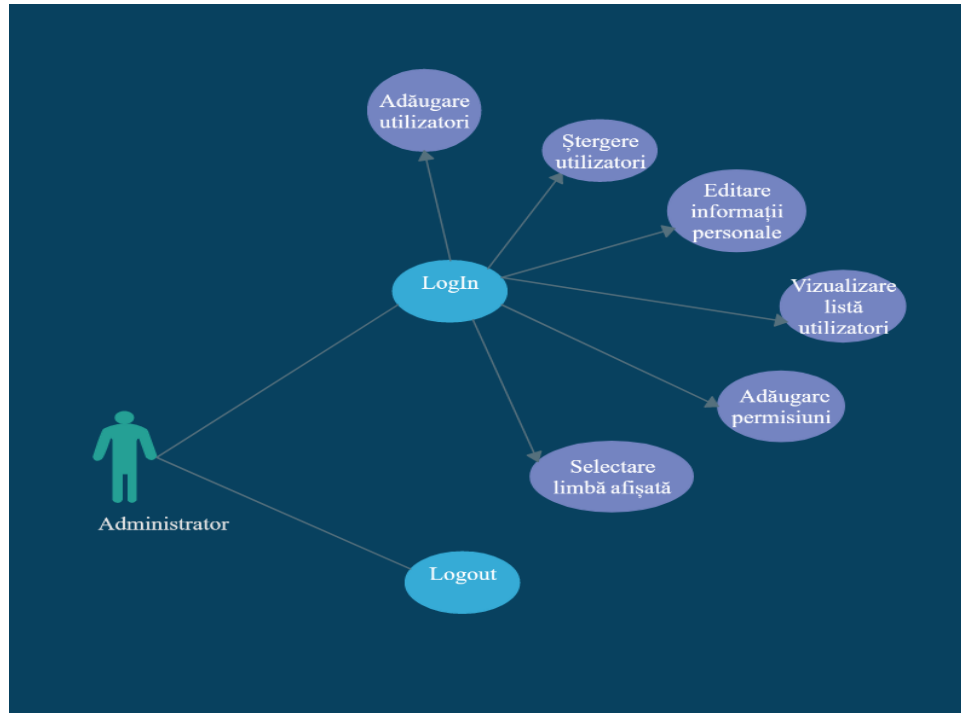 Adăugare
utilizatori
Ștergere
utilizatori
Editare
informații
personale
LogIn
Vizualizare
listă
utilizatori
Adăugare
permisiuni
Selectare
limbă afișată
Administrator
Logout